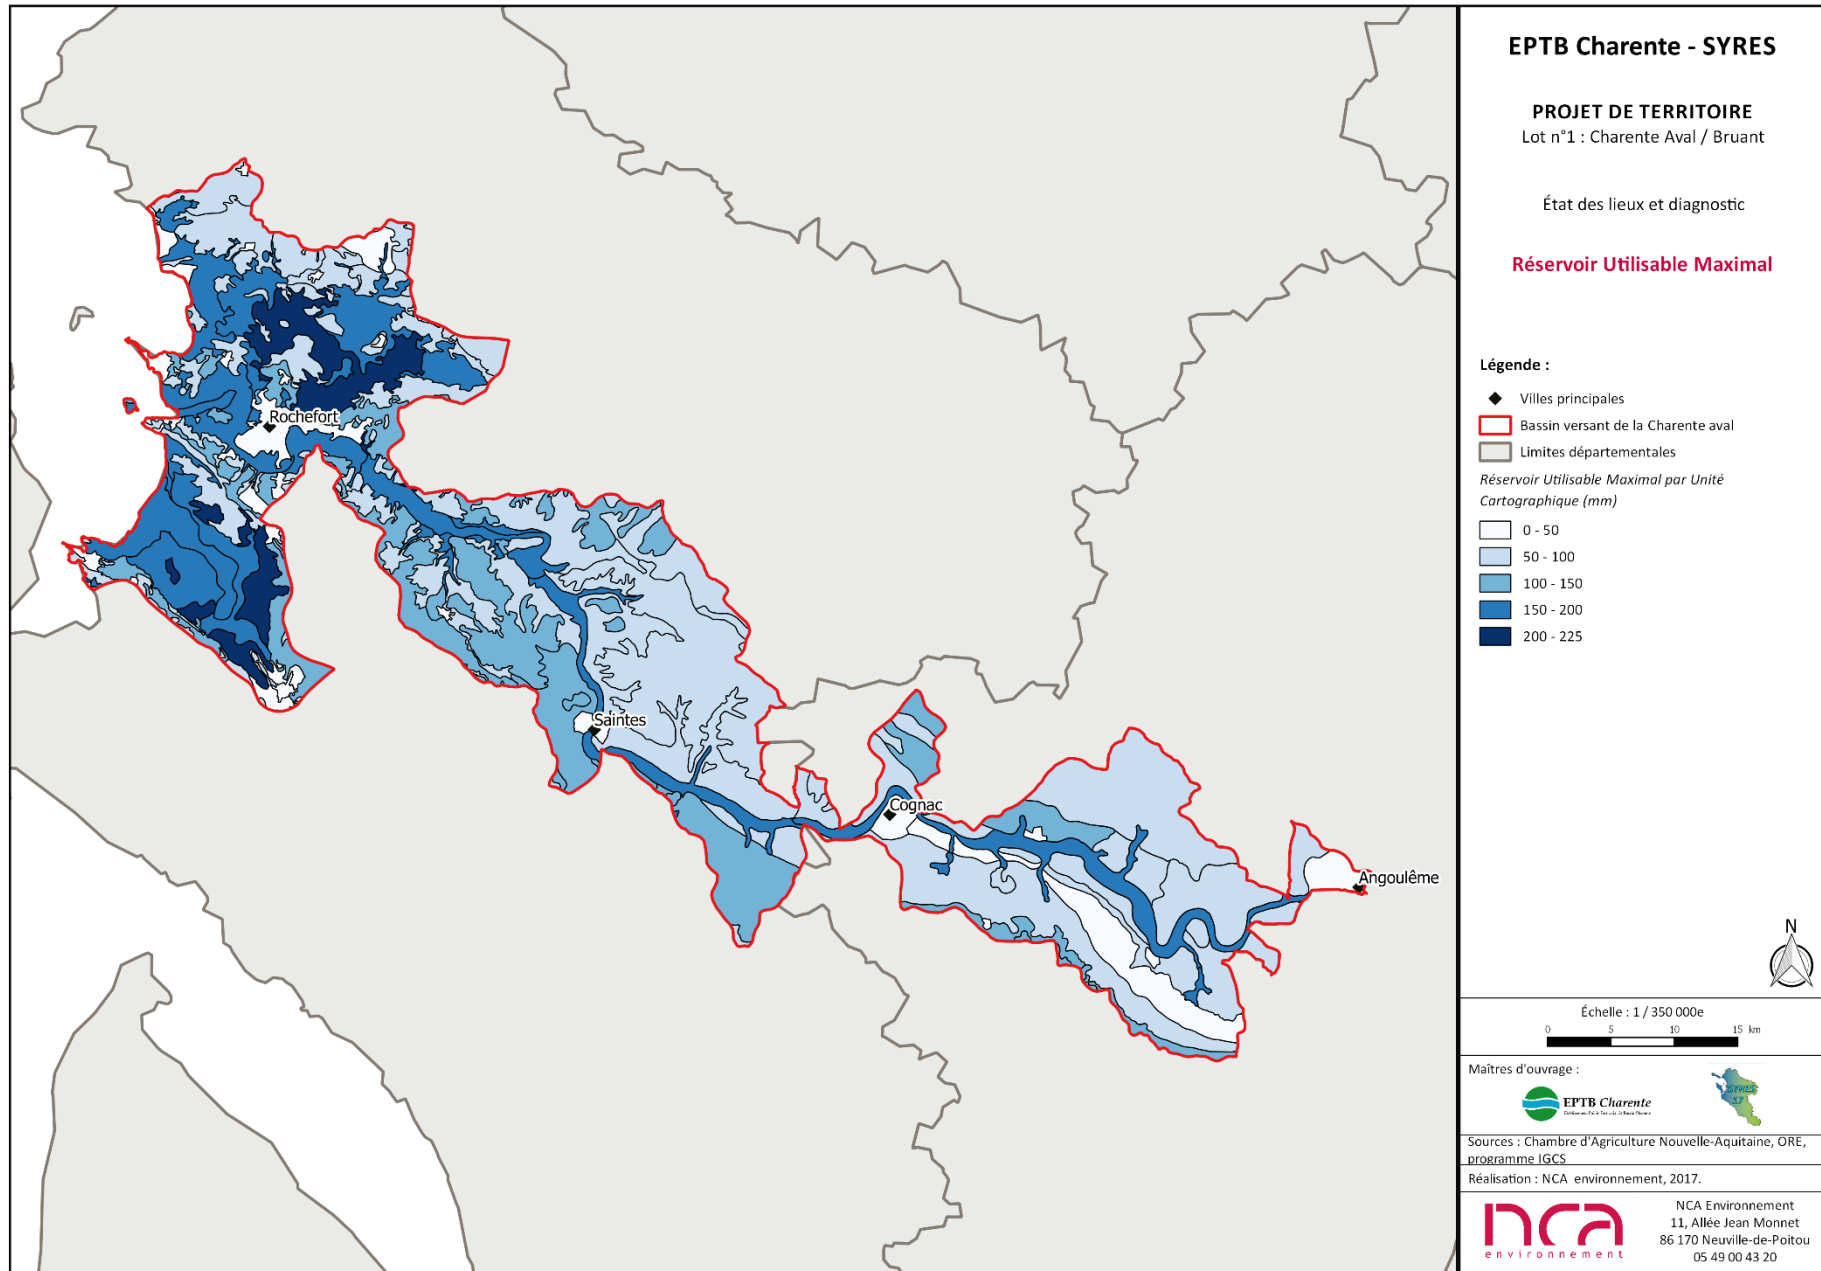 EPTB Charente - SYRES
PROJET DE TERRITOIRE
Lot n°1 : Charente Aval / Bruant
État des lieux et diagnostic
Réservoir Utilisable Maximal
Légende :
Villes principales
Bassin versant de la Charente aval
Limites départementales
Réservoir Utilisable Maximal par Unité
Cartographique (mm)
0 - 50
50 - 100
100 - 150
150 - 200
200 - 225
Rochefort
Saintes
Cognac
Angoulême
N
Échelle : 1 / 350 000e
0 5 10 15 km
Maîtres d'ouvrage :
EPTB Charente
SYRES
17
Sources : Chambre d'Agriculture Nouvelle-Aquitaine, ORE,
programme IGCS
Réalisation : NCA environnement, 2017.
nca
environnement
NCA Environnement
11, Allée Jean Monnet
86 170 Neuville-de-Poitou
05 49 00 43 20